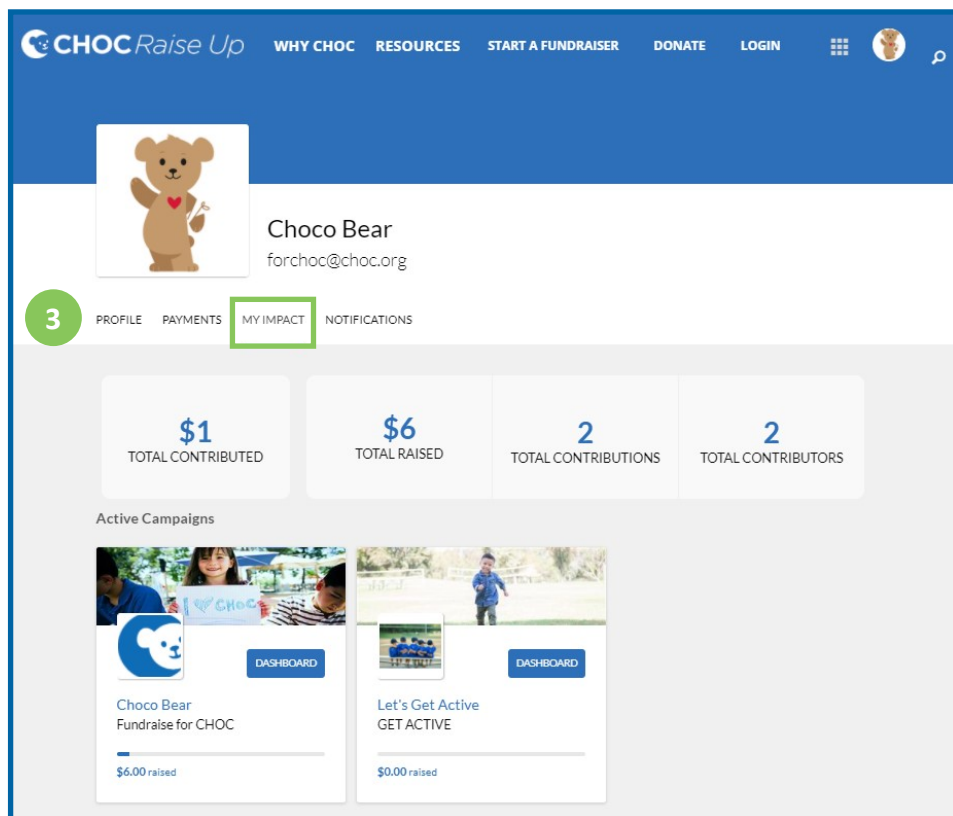 CHOC Raise Up WHY CHOC RESOURCES START A FUNDRAISER DONATE LOGIN
Choco Bear
forchoc@choc.org
3 PROFILE PAYMENTS MY IMPACT NOTIFICATIONS
$1 $6 2 2
TOTAL CONTRIBUTED TOTAL RAISED TOTAL CONTRIBUTIONS TOTAL CONTRIBUTORS
Active Campaigns
I CHOC
DASHBOARD DASHBOARD
Choco Bear Let's Get Active
Fundraise for CHOC GET ACTIVE
$6.00 raised $0.00 raised